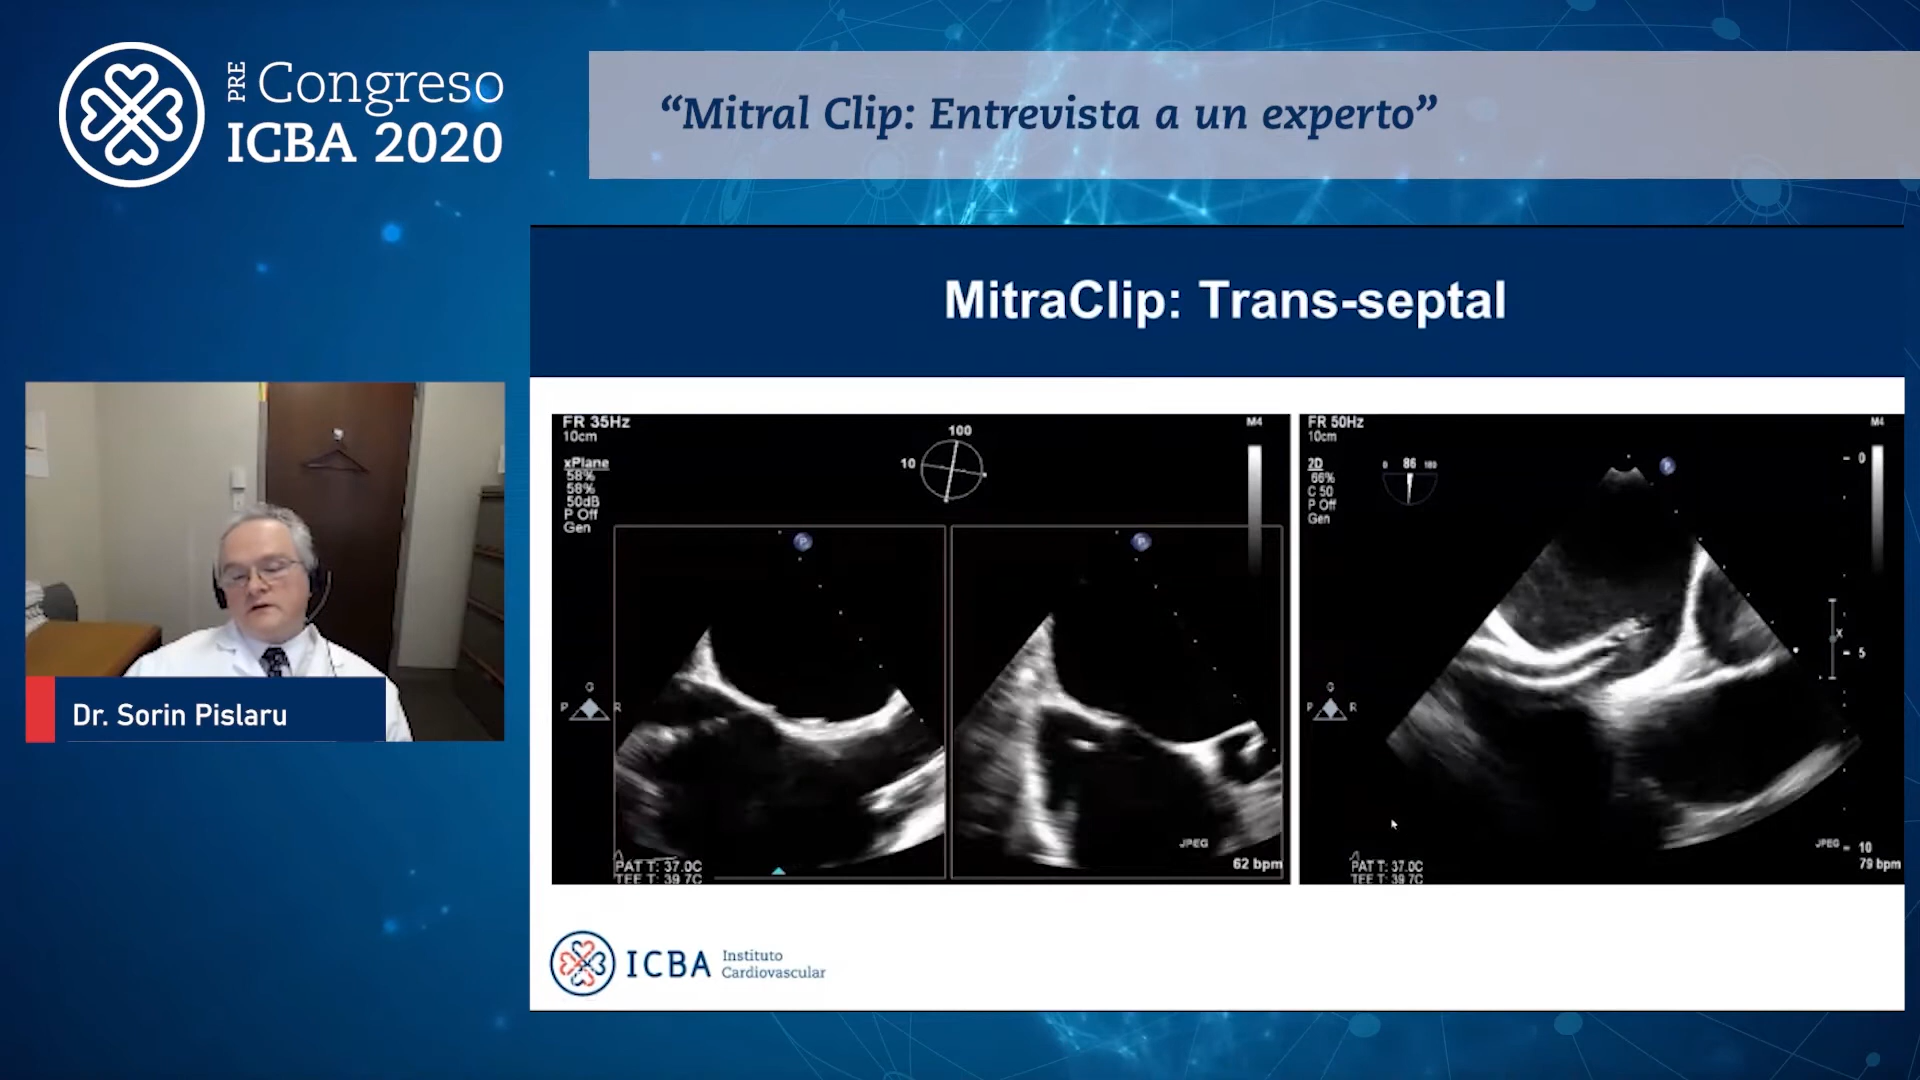 PRE Congreso
ICBA 2020
“Mitral Clip: Entrevista a un experto”
MitraClip: Trans-septal
Dr. Sorin Pislaru
FR 35Hz
10cm
xPlane
58%
58%
50dB
P Off
Gen
100
10
M4
P
P
G
P R
PAT T: 37.0C
TEE T: 39.7C
JPEG
62 bpm
FR 50Hz
10cm
2D
66%
C 50
P Off
Gen
0 86 180
M4
P
0
X
5
G
P R
JPEG
10
79 bpm
PAT T: 37.0C
TEE T: 39.7C
ICBA Instituto
Cardiovascular